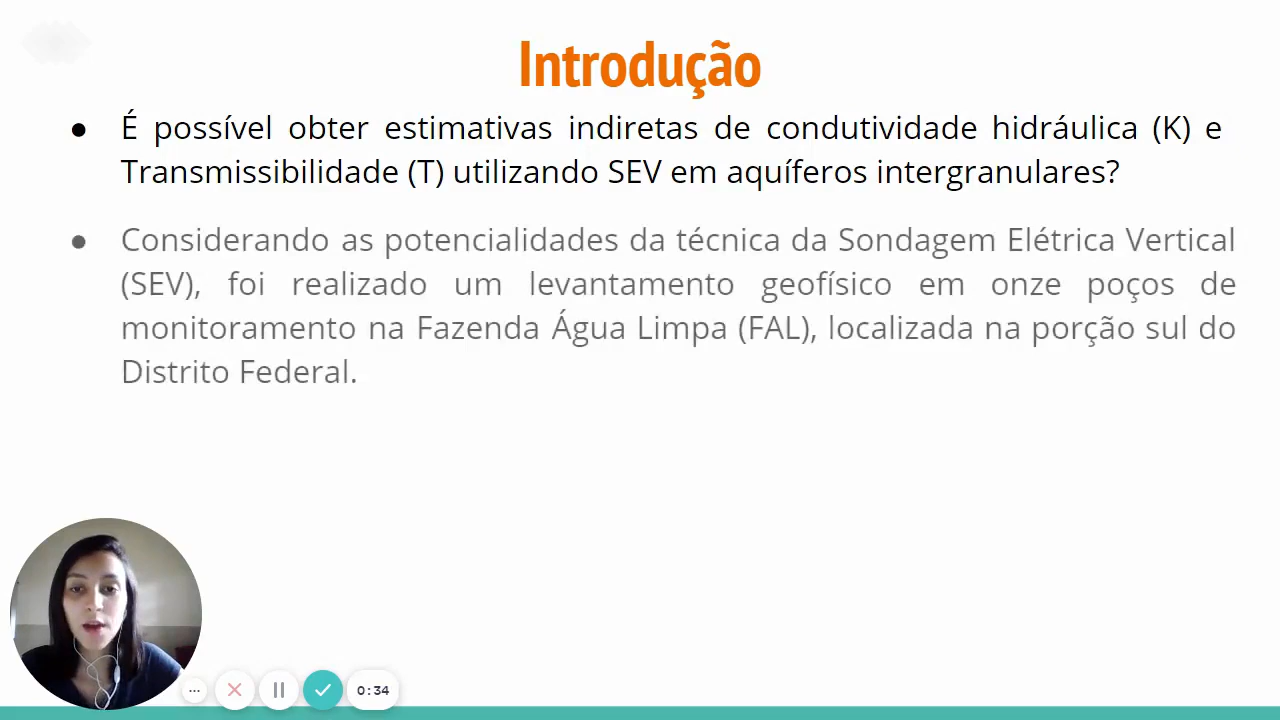 Introdução
● É possível obter estimativas indiretas de condutividade hidráulica (K) e
Transmissibilidade (T) utilizando SEV em aquíferos intergranulares?
● Considerando as potencialidades da técnica da Sondagem Elétrica Vertical
(SEV), foi realizado um levantamento geofísico em onze poços de
monitoramento na Fazenda Água Limpa (FAL), localizada na porção sul do
Distrito Federal.
0:34